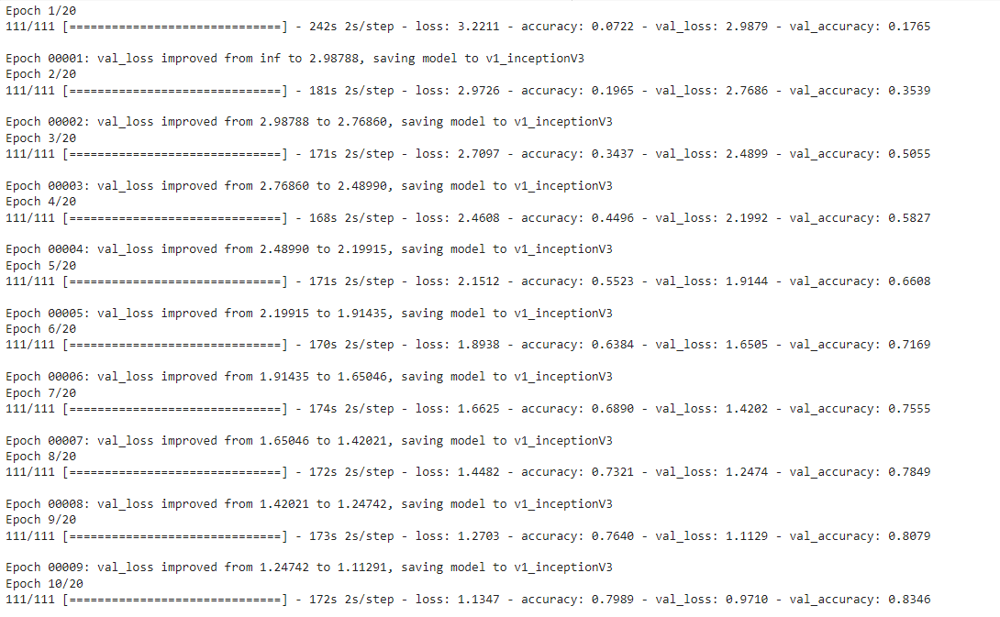 Epoch 1/20
111/111 [==============================] - 242s 2s/step - loss: 3.2211 - accuracy: 0.0722 - val_loss: 2.9879 - val_accuracy: 0.1765
Epoch 00001: val_loss improved from inf to 2.98788, saving model to v1_inceptionV3
Epoch 2/20
111/111 [==============================] - 181s 2s/step - loss: 2.9726 - accuracy: 0.1965 - val_loss: 2.7686 - val_accuracy: 0.3539
Epoch 00002: val_loss improved from 2.98788 to 2.76860, saving model to v1_inceptionV3
Epoch 3/20
111/111 [==============================] - 171s 2s/step - loss: 2.7097 - accuracy: 0.3437 - val_loss: 2.4899 - val_accuracy: 0.5055
Epoch 00003: val_loss improved from 2.76860 to 2.48990, saving model to v1_inceptionV3
Epoch 4/20
111/111 [==============================] - 168s 2s/step - loss: 2.4608 - accuracy: 0.4496 - val_loss: 2.1992 - val_accuracy: 0.5827
Epoch 00004: val_loss improved from 2.48990 to 2.19915, saving model to v1_inceptionV3
Epoch 5/20
111/111 [==============================] - 171s 2s/step - loss: 2.1512 - accuracy: 0.5523 - val_loss: 1.9144 - val_accuracy: 0.6608
Epoch 00005: val_loss improved from 2.19915 to 1.91435, saving model to v1_inceptionV3
Epoch 6/20
111/111 [==============================] - 170s 2s/step - loss: 1.8938 - accuracy: 0.6384 - val_loss: 1.6505 - val_accuracy: 0.7169
Epoch 00006: val_loss improved from 1.91435 to 1.65046, saving model to v1_inceptionV3
Epoch 7/20
111/111 [==============================] - 174s 2s/step - loss: 1.6625 - accuracy: 0.6890 - val_loss: 1.4202 - val_accuracy: 0.7555
Epoch 00007: val_loss improved from 1.65046 to 1.42021, saving model to v1_inceptionV3
Epoch 8/20
111/111 [==============================] - 172s 2s/step - loss: 1.4482 - accuracy: 0.7321 - val_loss: 1.2474 - val_accuracy: 0.7849
Epoch 00008: val_loss improved from 1.42021 to 1.24742, saving model to v1_inceptionV3
Epoch 9/20
111/111 [==============================] - 173s 2s/step - loss: 1.2703 - accuracy: 0.7640 - val_loss: 1.1129 - val_accuracy: 0.8079
Epoch 00009: val_loss improved from 1.24742 to 1.11291, saving model to v1_inceptionV3
Epoch 10/20
111/111 [==============================] - 172s 2s/step - loss: 1.1347 - accuracy: 0.7989 - val_loss: 0.9710 - val_accuracy: 0.8346